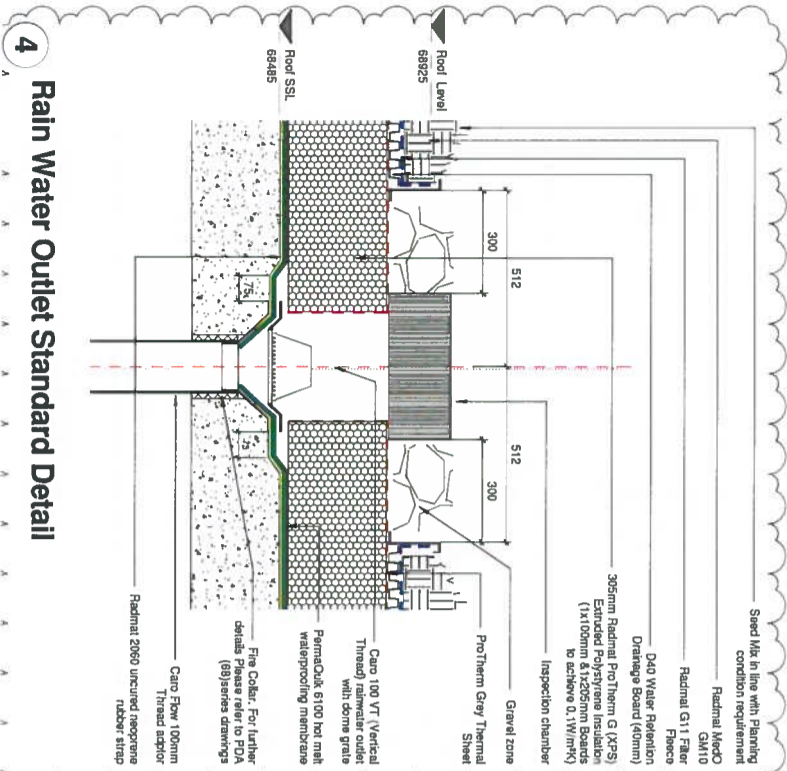 Seed Mix in line with Planning
condition requirement
Radmat MedO
GM10
Radmat G11 Filter
Fleece
D40 Water Retention
Drainage Board (40mm)
305mm Radmat ProTherm G (XPS)
Extruded Polystyrene Insulation
(1x100mm & 1x205mm Boards
to achieve 0.1W/m²K)
Inspection chamber
Gravel zone
ProTherm Grey Thermal
Sheet
Caro 100 VT (Vertical
Thread) rainwater outlet
with dome grate
PermaQuik 6100 hot melt
waterproofing membrane
Fire Collar. For further
details Please refer to PDA
(68)series drawings
Caro Flow 100mm
Thread adptor
Radmat 2060 uncured neoprene
rubber strap
Roof Level
68925
Roof SSL
68485
512
512
300
300
75
75
4 Rain Water Outlet Standard Detail